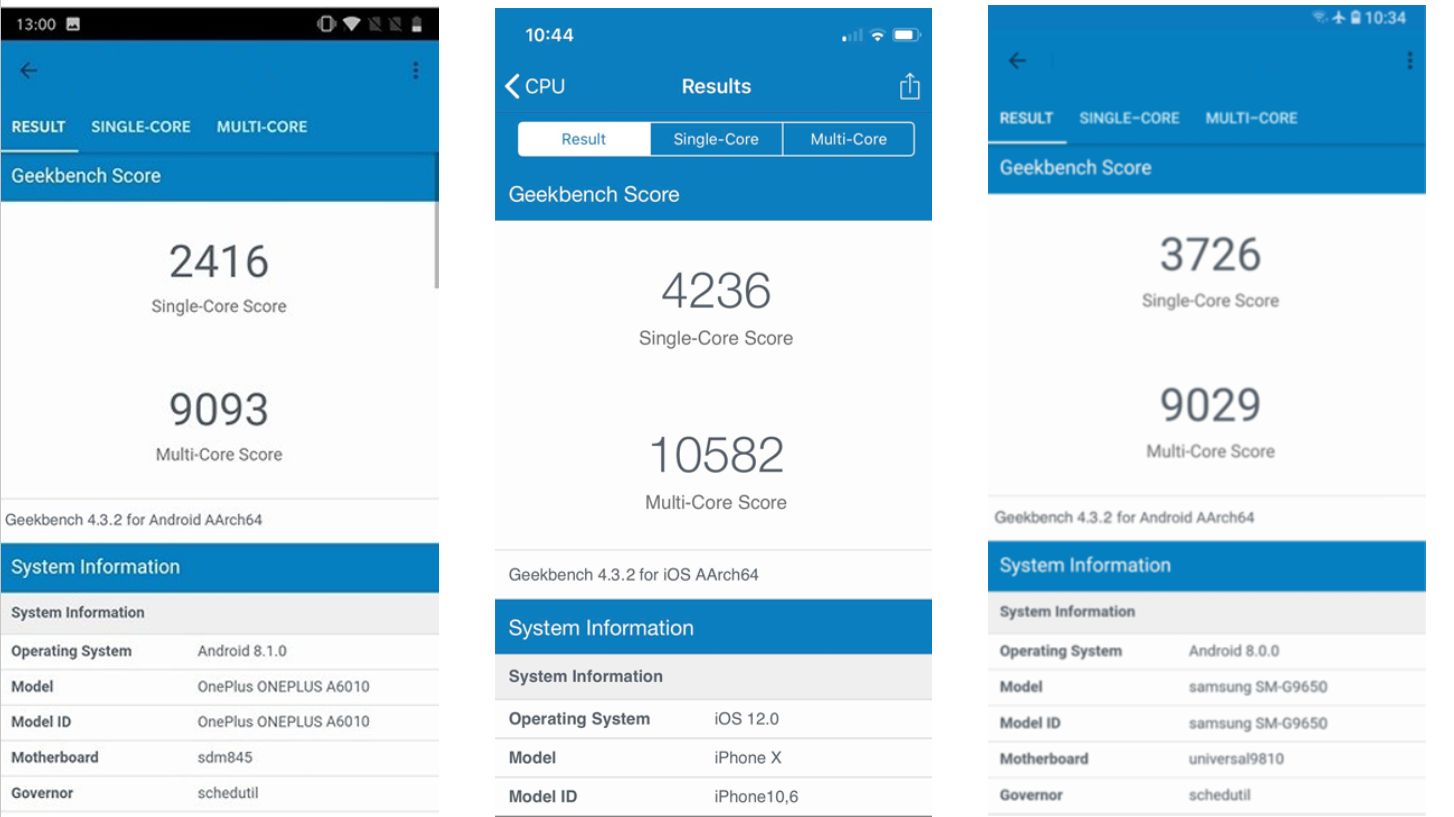 13:00
RESULT SINGLE-CORE MULTI-CORE
Geekbench Score
2416
Single-Core Score
9093
Multi-Core Score
Geekbench 4.3.2 for Android AArch64
System Information
System Information
Operating System Android 8.1.0
Model OnePlus ONEPLUS A6010
Model ID OnePlus ONEPLUS A6010
Motherboard sdm845
Governor schedutil
10:44
CPU Results
Result Single-Core Multi-Core
Geekbench Score
4236
Single-Core Score
10582
Multi-Core Score
Geekbench 4.3.2 for iOS AArch64
System Information
System Information
Operating System iOS 12.0
Model iPhone X
Model ID iPhone10,6
10:34
RESULT SINGLE-CORE MULTI-CORE
Geekbench Score
3726
Single-Core Score
9029
Multi-Core Score
Geekbench 4.3.2 for Android AArch64
System Information
System Information
Operating System Android 8.0.0
Model samsung SM-G9650
Model ID samsung SM-G9650
Motherboard universal9810
Governor schedutil